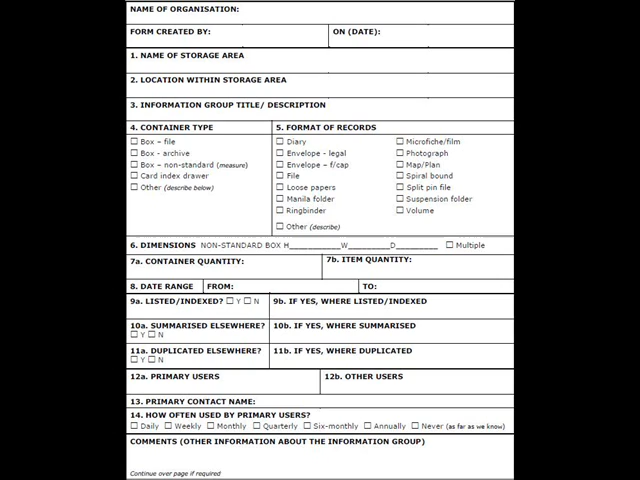 NAME OF ORGANISATION:
FORM CREATED BY: ON (DATE):
1. NAME OF STORAGE AREA
2. LOCATION WITHIN STORAGE AREA
3. INFORMATION GROUP TITLE/ DESCRIPTION
4. CONTAINER TYPE
☐ Box – file
☐ Box - archive
☐ Box – non-standard (measure)
☐ Card index drawer
☐ Other (describe below)
5. FORMAT OF RECORDS
☐ Diary ☐ Microfiche/film
☐ Envelope - legal ☐ Photograph
☐ Envelope – f/cap ☐ Map/Plan
☐ File ☐ Spiral bound
☐ Loose papers ☐ Split pin file
☐ Manila folder ☐ Suspension folder
☐ Ringbinder ☐ Volume
☐ Other (describe)
6. DIMENSIONS NON-STANDARD BOX H__________W________D________ ☐ Multiple
7a. CONTAINER QUANTITY: 7b. ITEM QUANTITY:
8. DATE RANGE FROM: TO:
9a. LISTED/INDEXED? ☐ Y ☐ N 9b. IF YES, WHERE LISTED/INDEXED
10a. SUMMARISED ELSEWHERE? 10b. IF YES, WHERE SUMMARISED
☐ Y ☐ N
11a. DUPLICATED ELSEWHERE? 11b. IF YES, WHERE DUPLICATED
☐ Y ☐ N
12a. PRIMARY USERS 12b. OTHER USERS
13. PRIMARY CONTACT NAME:
14. HOW OFTEN USED BY PRIMARY USERS?
☐ Daily ☐ Weekly ☐ Monthly ☐ Quarterly ☐ Six-monthly ☐ Annually ☐ Never (as far as we know)
COMMENTS (OTHER INFORMATION ABOUT THE INFORMATION GROUP)
Continue over page if required